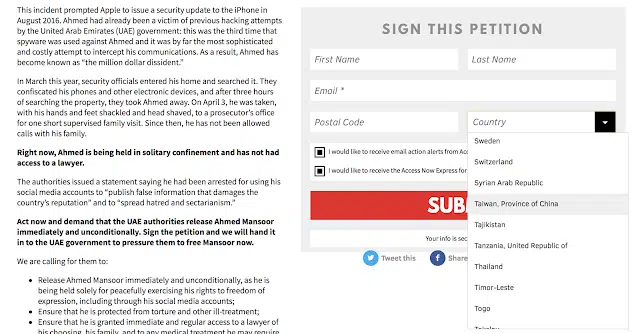 This incident prompted Apple to issue a security update to the iPhone in
August 2016. Ahmed had already been a victim of previous hacking attempts
by the United Arab Emirates (UAE) government: this was the third time that
spyware was used against Ahmed and it was by far the most sophisticated
and costly attempt to intercept his communications. As a result, Ahmed has
become known as “the million dollar dissident.”
In March this year, security officials entered his home and searched it. They
confiscated his phones and other electronic devices, and after three hours
of searching the property, they took Ahmed away. On April 3, he was taken,
with his hands and feet shackled and head shaved, to a prosecutor's office
for one short supervised family visit. Since then, he has not been allowed
calls with his family.
Right now, Ahmed is being held in solitary confinement and has not had
access to a lawyer.
The authorities issued a statement saying he had been arrested for using his
social media accounts to “publish false information that damages the
country's reputation” and to “spread hatred and sectarianism.”
Act now and demand that the UAE authorities release Ahmed Mansoor
immediately and unconditionally. Sign the petition and we will hand it
in to the UAE government to pressure them to free Mansoor now.
We are calling for them to:
• Release Ahmed Mansoor immediately and unconditionally, as he is
being held solely for peacefully exercising his rights to freedom of
expression, including through his social media accounts;
• Ensure that he is protected from torture and other ill-treatment;
• Ensure that he is granted immediate and regular access to a lawyer of
his choosing, his family, and to any medical treatment he may require
SIGN THIS PETITION
First Name
Last Name
Email *
Postal Code
Country
I would like to receive email action alerts from Acc
I would like to receive the Access Now Express for
SUB
Your info is sec
Tweet this
Share
Sweden
Switzerland
Syrian Arab Republic
Taiwan, Province of China
Tajikistan
Tanzania, United Republic of
Thailand
Timor-Leste
Togo